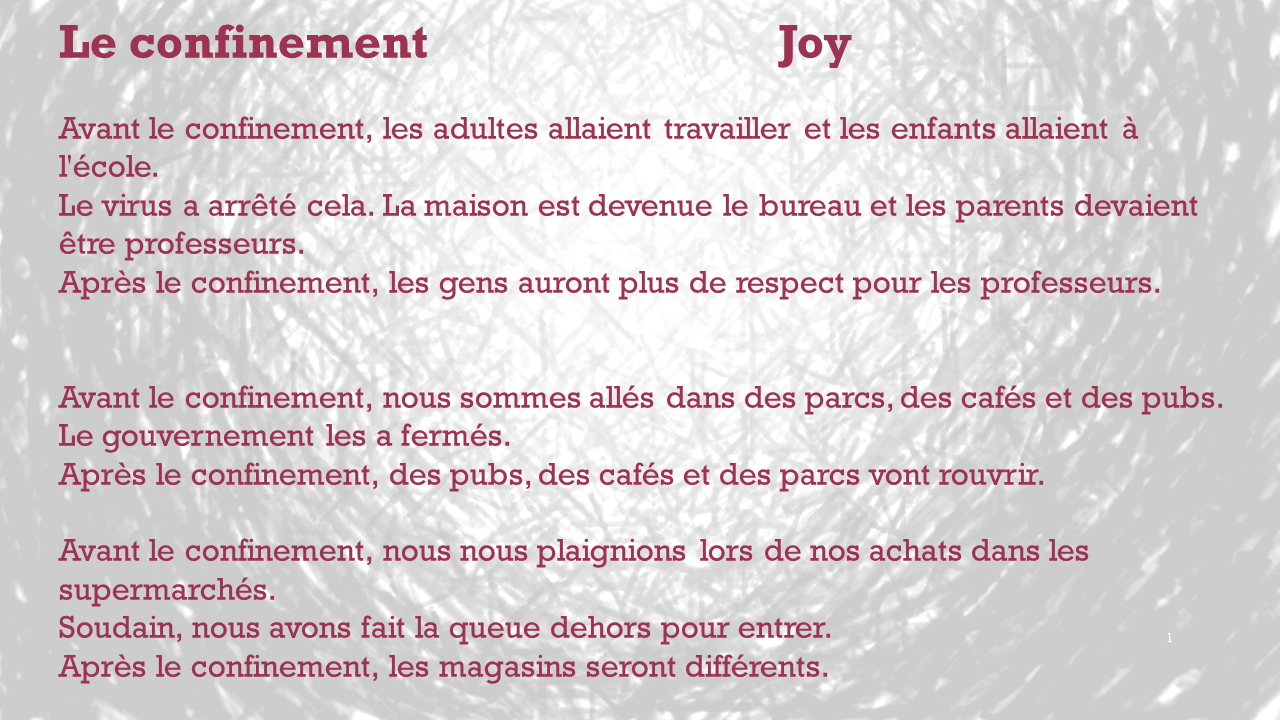 Le confinement Joy
Avant le confinement, les adultes allaient travailler et les enfants allaient à
l'école.
Le virus a arrêté cela. La maison est devenue le bureau et les parents devaient
être professeurs.
Après le confinement, les gens auront plus de respect pour les professeurs.
Avant le confinement, nous sommes allés dans des parcs, des cafés et des pubs.
Le gouvernement les a fermés.
Après le confinement, des pubs, des cafés et des parcs vont rouvrir.
Avant le confinement, nous nous plaignions lors de nos achats dans les
supermarchés.
Soudain, nous avons fait la queue dehors pour entrer.
1
Après le confinement, les magasins seront différents.